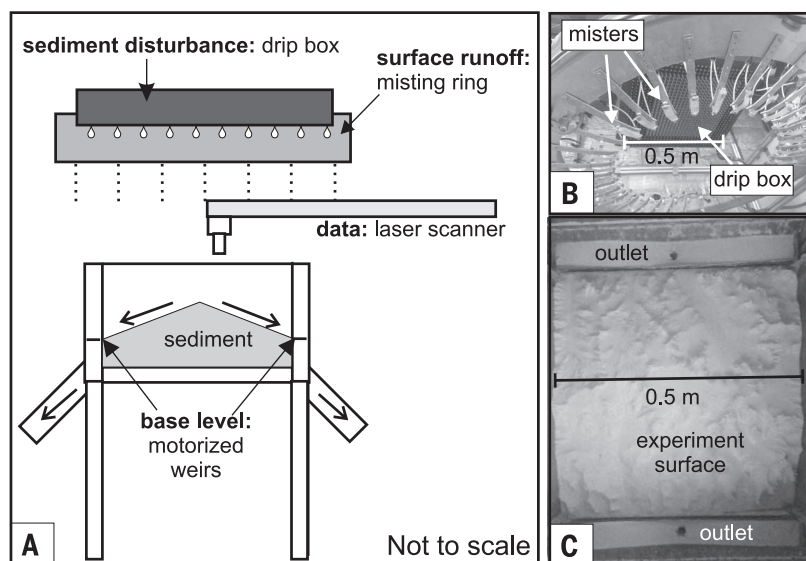 sediment disturbance: drip box
surface runoff:
misting ring
data: laser scanner
sediment
base level:
motorized
weirs
A
Not to scale
misters
0.5 m
drip box
B
outlet
0.5 m
experiment
surface
outlet
C